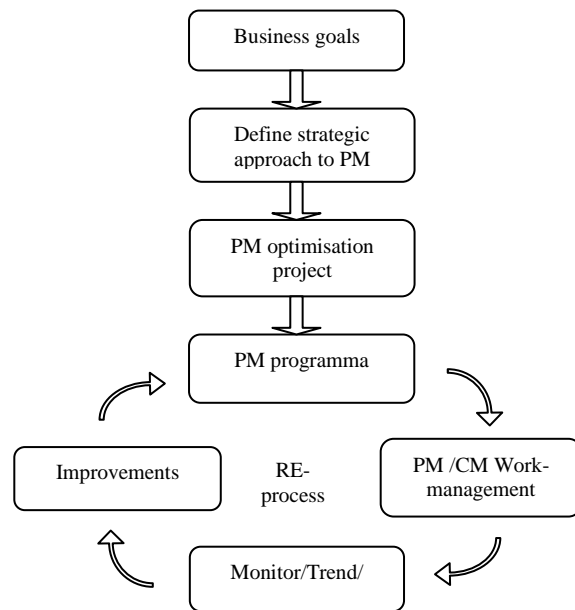 Business goals
Define strategic
approach to PM
PM optimisation
project
PM programma
Improvements
RE-
process
PM /CM Work-
management
Monitor/Trend/